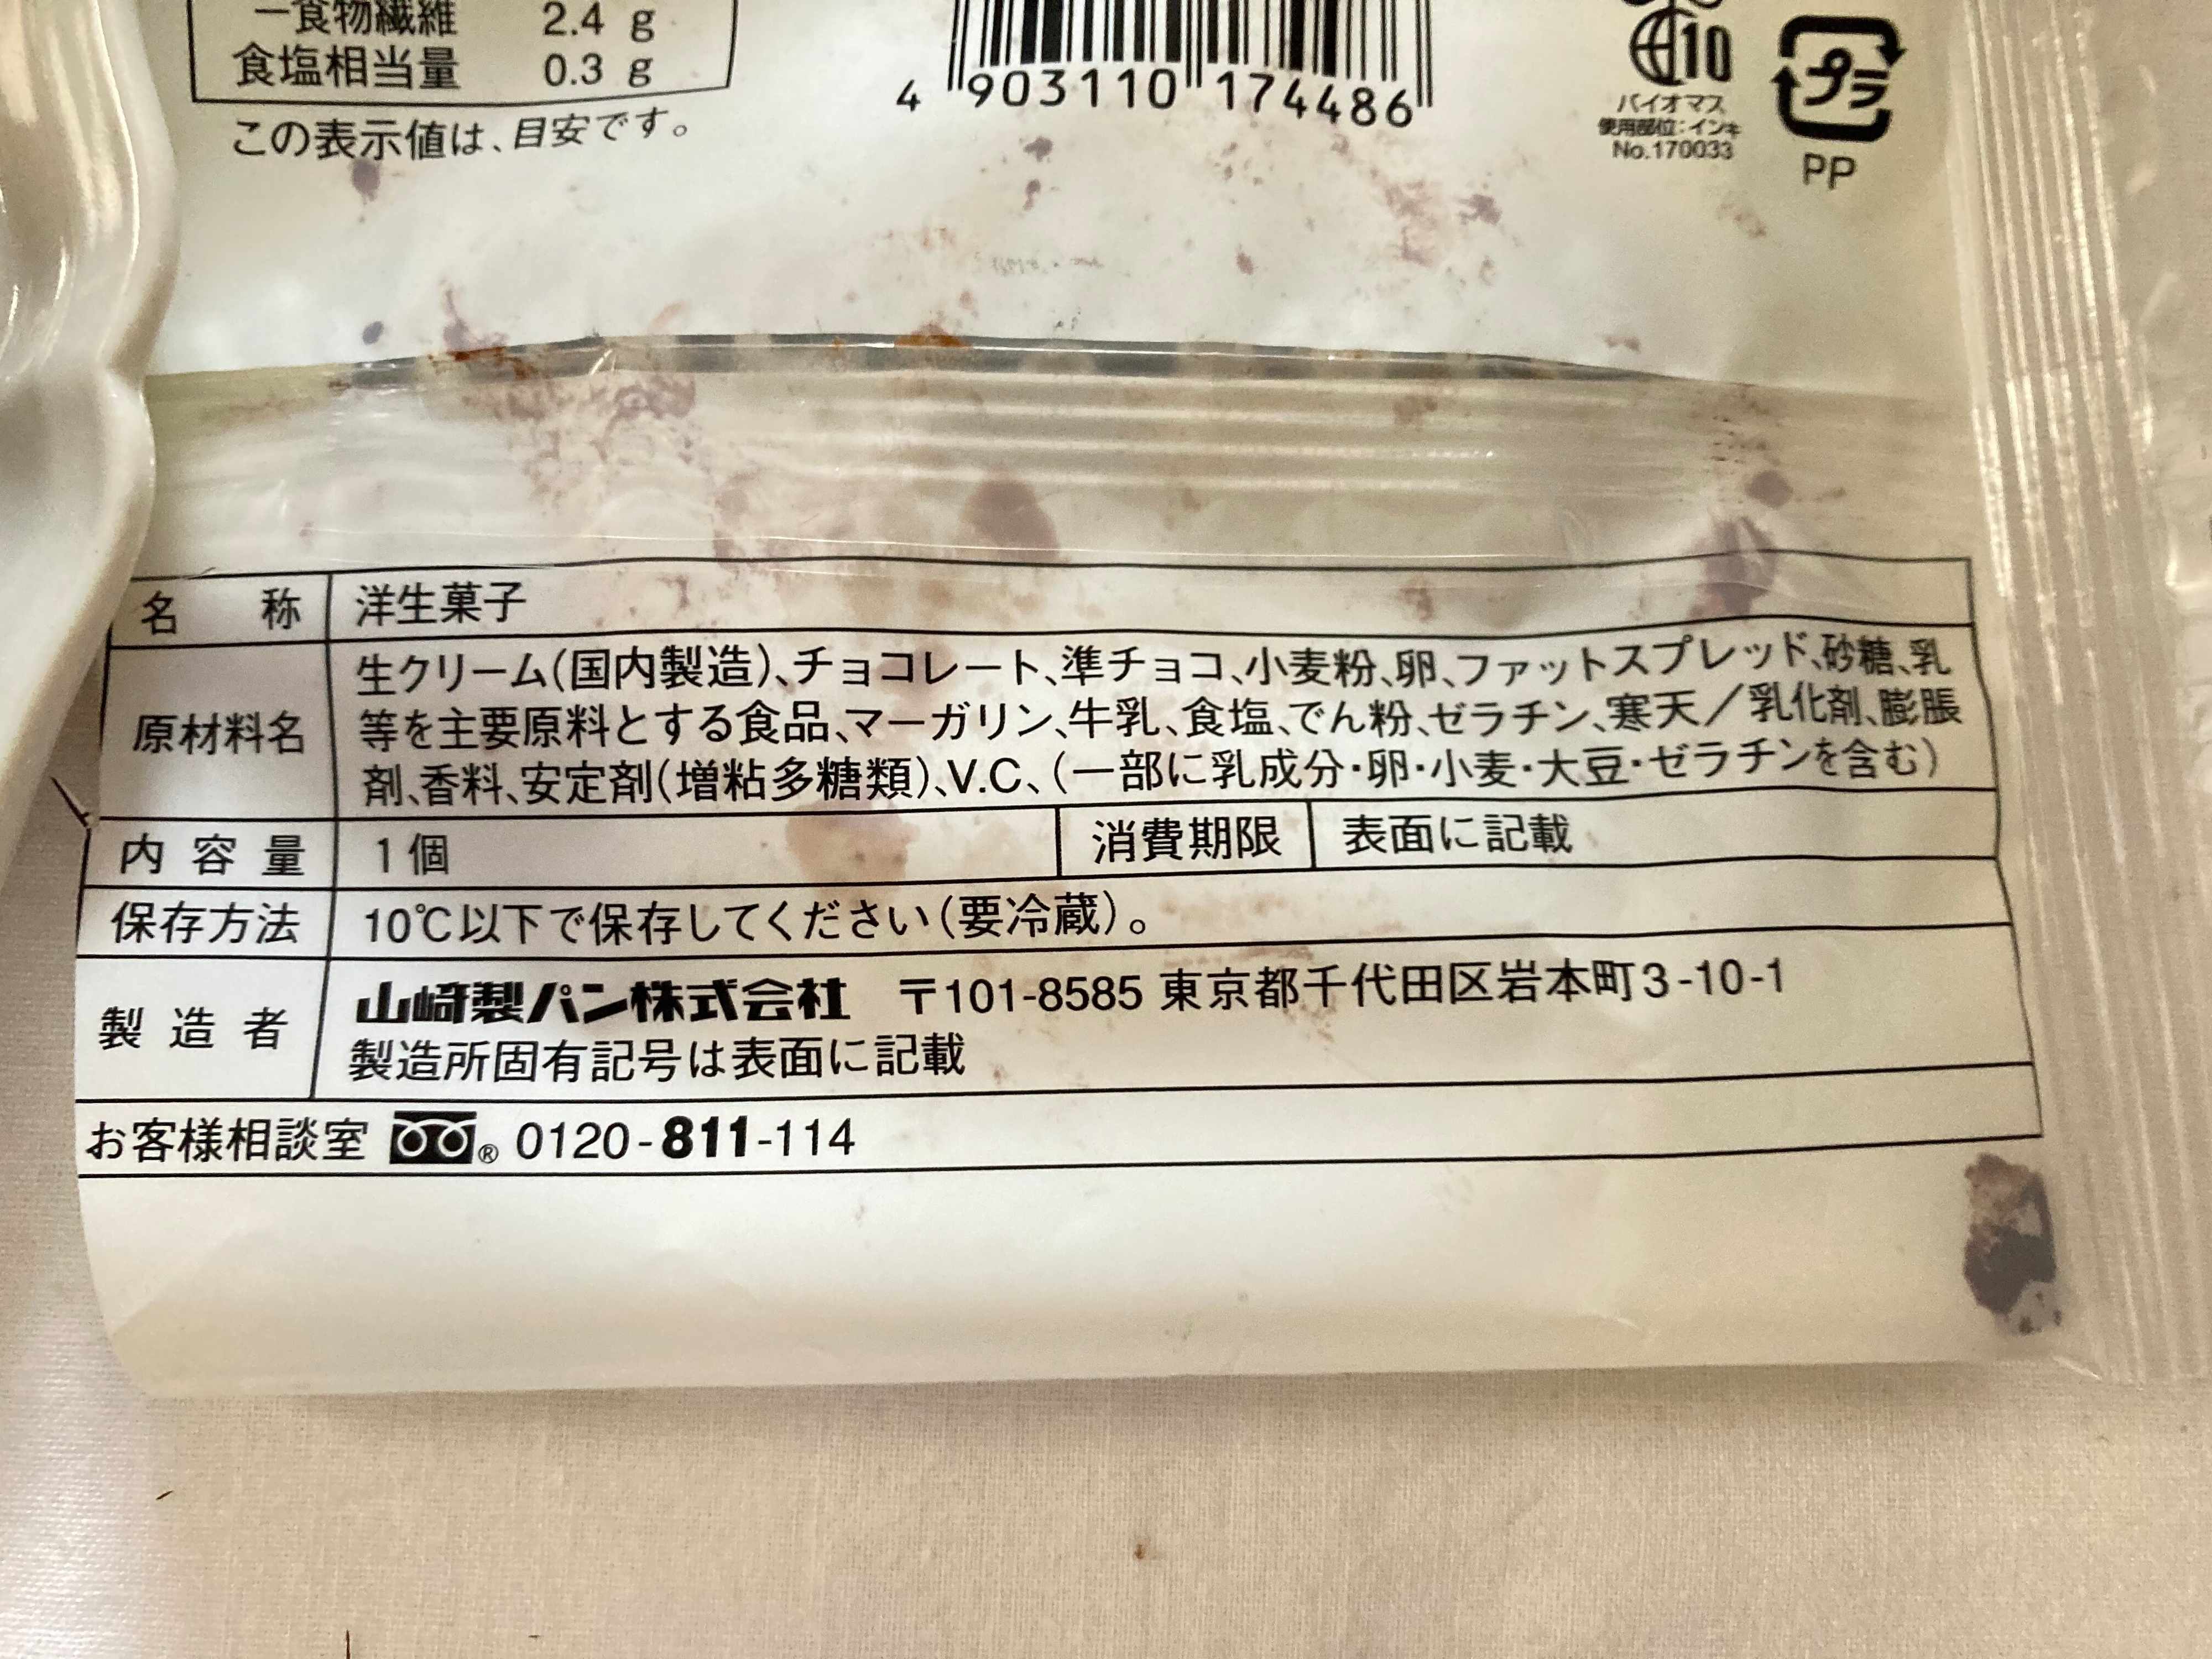 -食物繊維 2.4 g
食塩相当量 0.3 g
この表示値は、目安です。
4 903110 174486
10
バイオマス
使用部位:インキ
No.170033
プラ
PP
名 称 洋生菓子
原材料名 生クリーム(国内製造)、チョコレート、準チョコ、小麦粉、卵、ファットスプレッド、砂糖、乳
等を主要原料とする食品、マーガリン、牛乳、食塩、でん粉、ゼラチン、寒天/乳化剤、膨脹
剤、香料、安定剤(増粘多糖類)、V.C、(一部に乳成分・卵・小麦・大豆・ゼラチンを含む)
内容量 1個 消費期限 表面に記載
保存方法 10℃以下で保存してください(要冷蔵)。
製造者 山崎製パン株式会社 〒101-8585 東京都千代田区岩本町3-10-1
製造所固有記号は表面に記載
お客様相談室 ® 0120-811-114